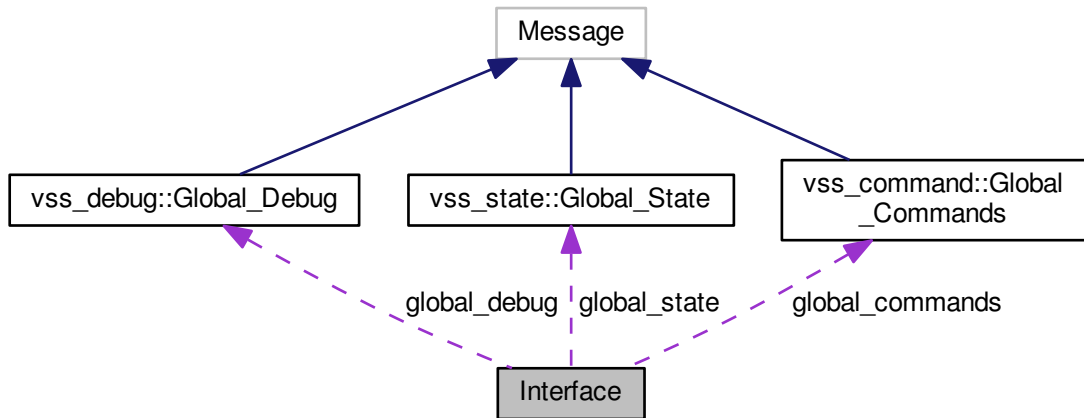 Message
vss_debug::Global_Debug
vss_state::Global_State
vss_command::Global
_Commands
global_debug
global_state
global_commands
Interface